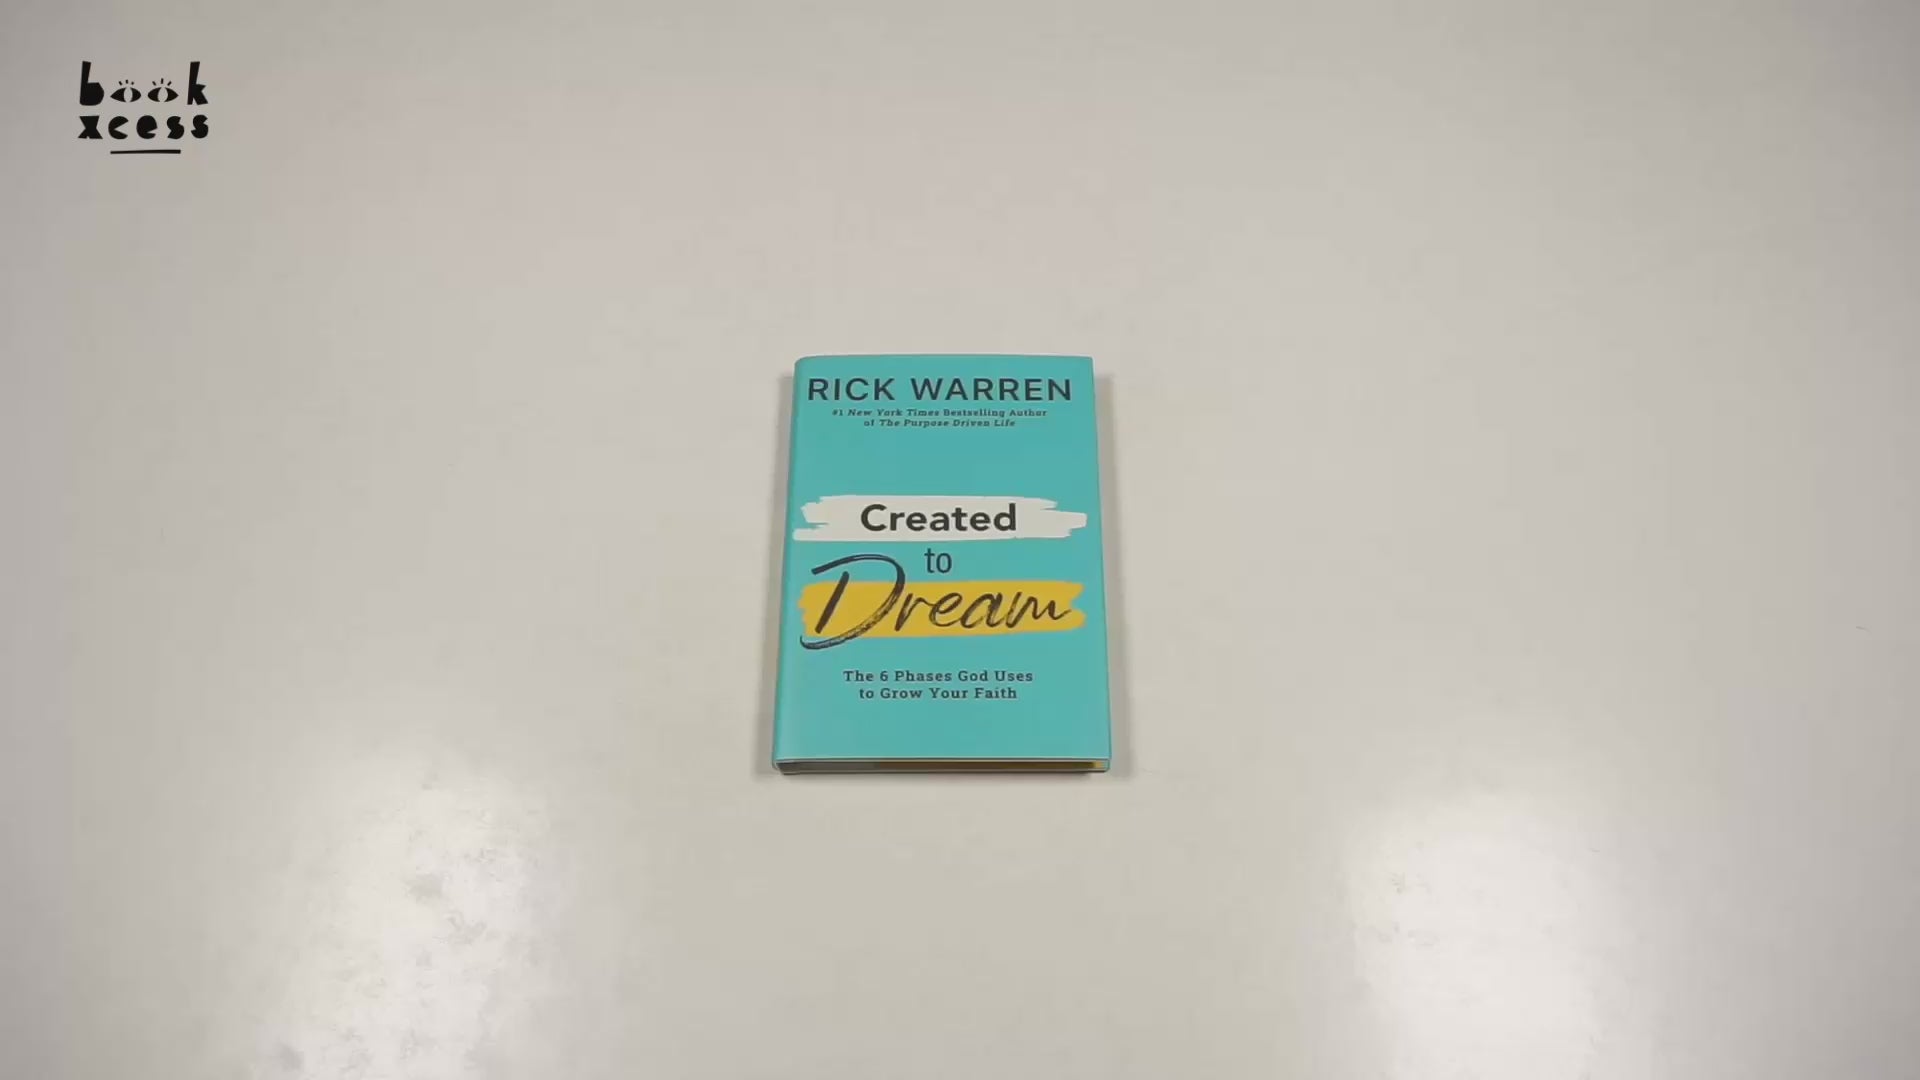 book
xcess
RICK WARREN
#1 New York Times Bestselling Author
of The Purpose Driven Life
Created
to
Dream
The 6 Phases God Uses
to Grow Your Faith